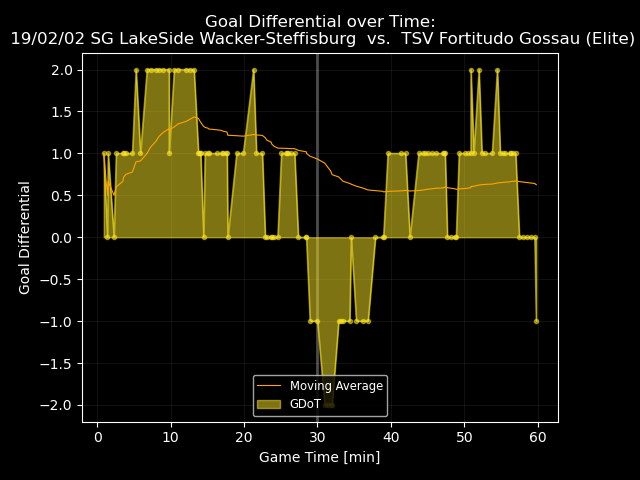 Goal Differential over Time:
19/02/02 SG LakeSide Wacker-Steffisburg  vs.  TSV Fortitudo Gossau (Elite)
Goal Differential
2.0
1.5
1.0
0.5
0.0
−0.5
−1.0
−1.5
−2.0
Moving Average
GDoT
0 10 20 30 40 50 60
Game Time [min]